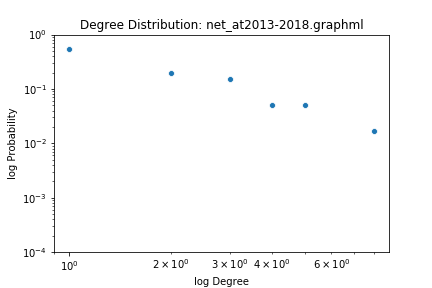 Degree Distribution: net_at2013-2018.graphml
10⁰
10⁻¹
10⁻²
10⁻³
10⁻⁴
log Probability
10⁰
2 × 10⁰
3 × 10⁰
4 × 10⁰
6 × 10⁰
log Degree